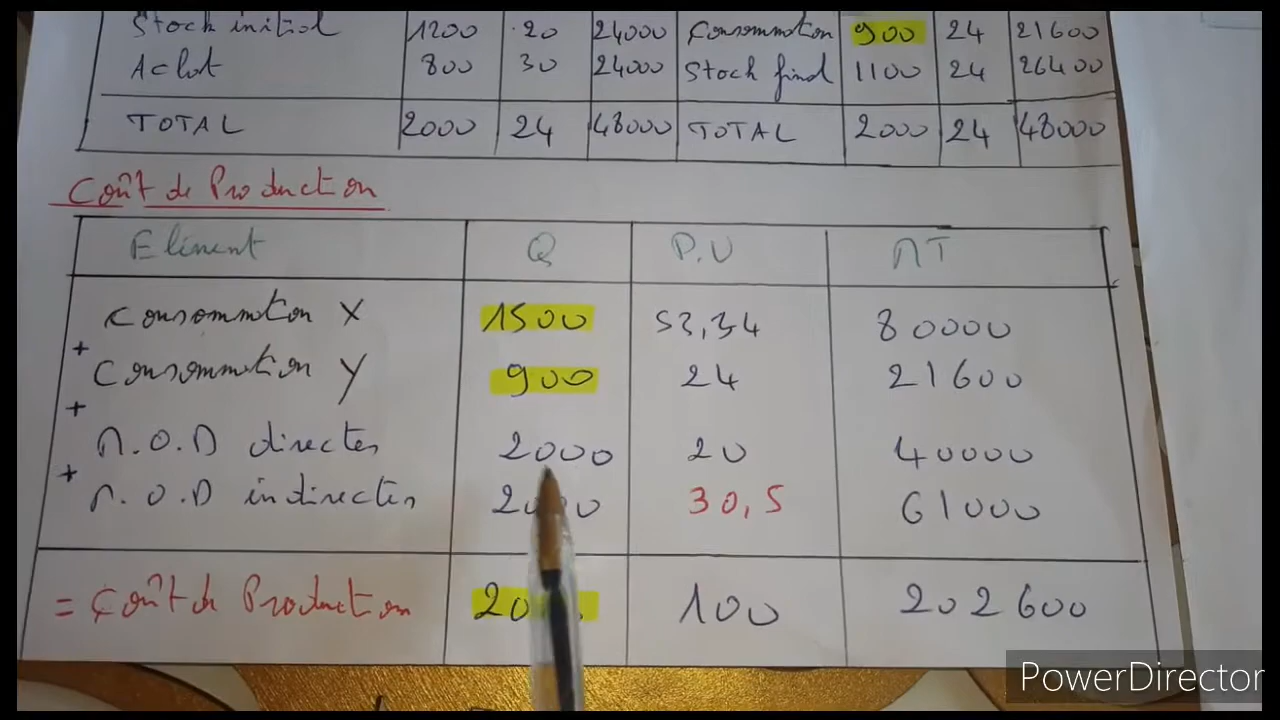 Stock initial 1200 20 24000 Consommation 900 24 21600
Achat 800 30 24000 Stock final 1100 24 26400
TOTAL 2000 24 48000 TOTAL 2000 24 48000
Coût de Production
Elément Q P.U MT
Consommation X 1500 53,34 80000
+
Consommation Y 900 24 21600
+
M.O.D directes 2000 20 40000
+
M.O.D indirectes 61000
30,5
= Coût de Production 100 202600
PowerDirector